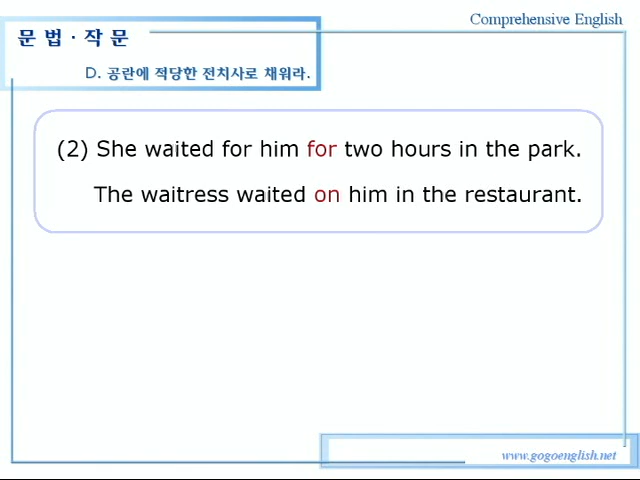 Comprehensive English
문 법 · 작 문
D. 공란에 적당한 전치사로 채워라.
(2) She waited for him for two hours in the park.
The waitress waited on him in the restaurant.
www.gogoenglish.net